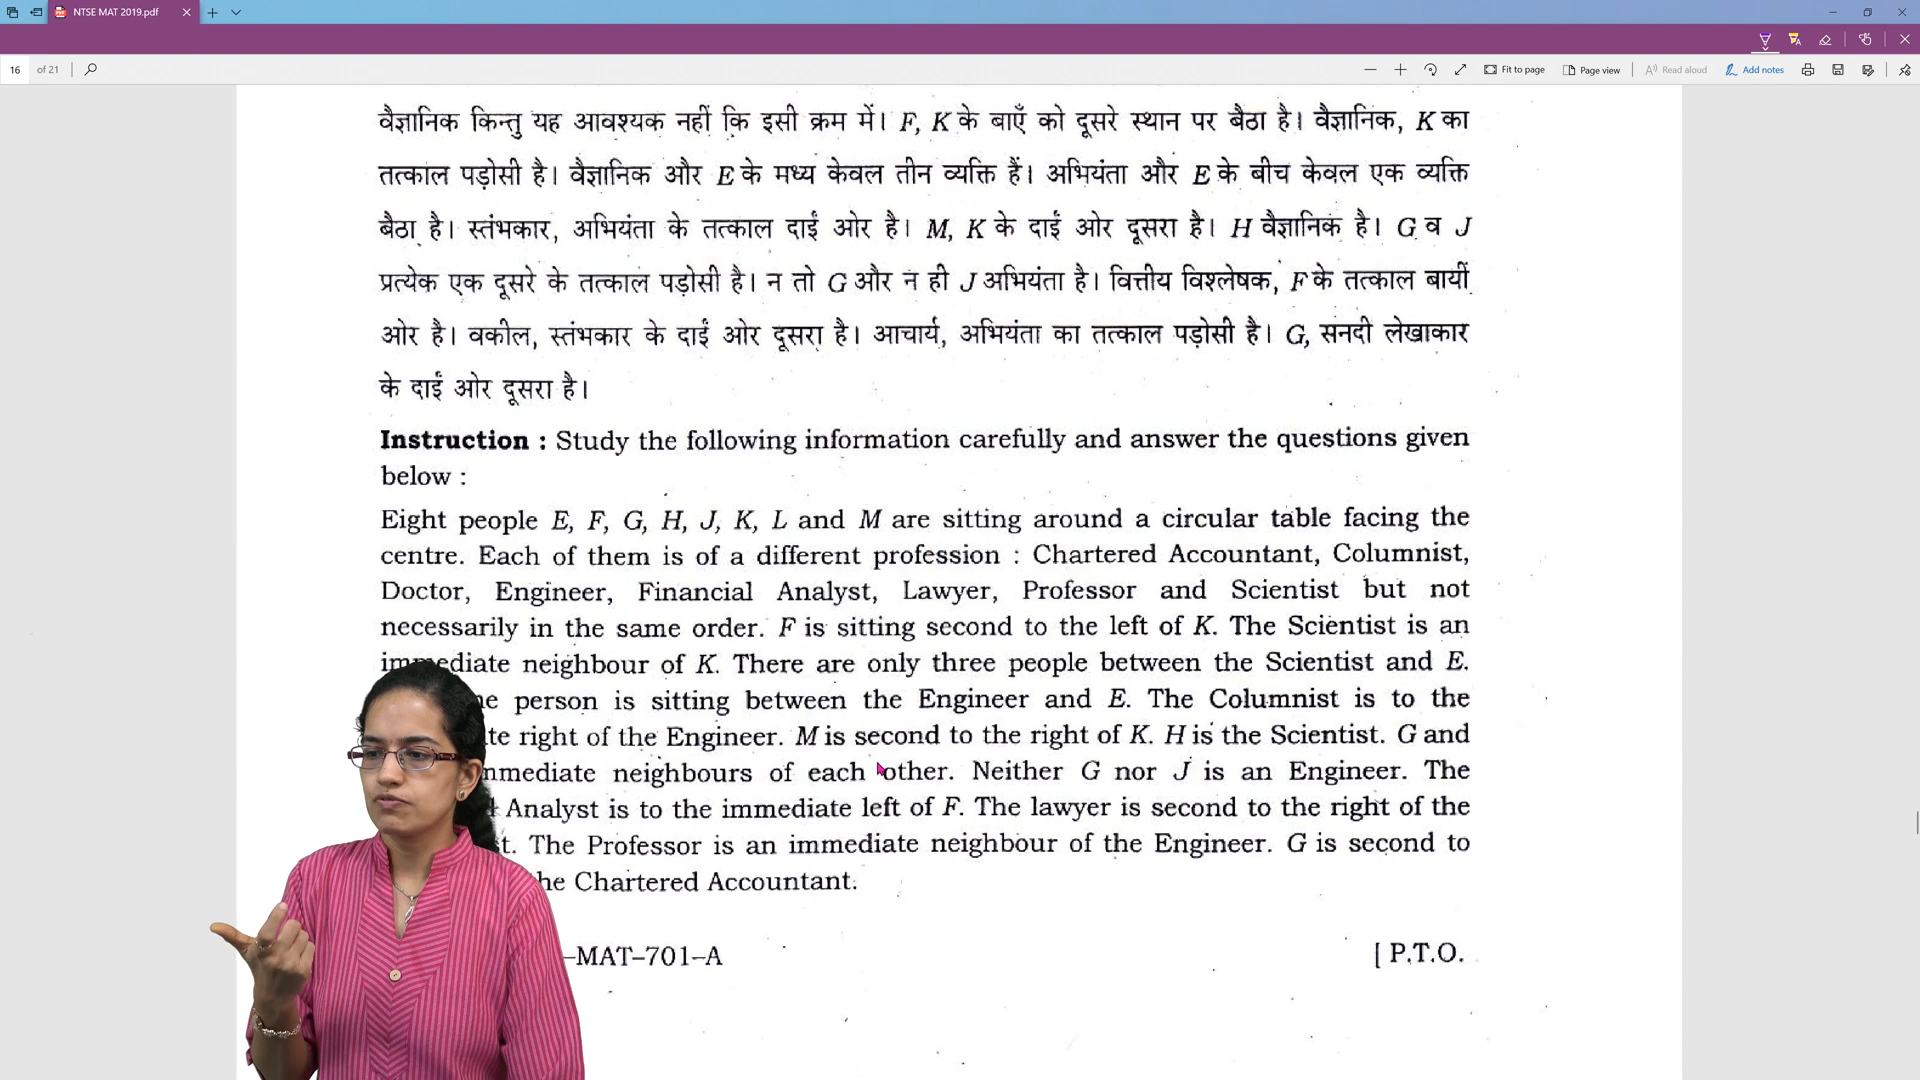 NTSE MAT 2019.pdf
16 of 21
Fit to page
Page view
Read aloud
Add notes
वैज्ञानिक किन्तु यह आवश्यक नहीं कि इसी क्रम में। F, K के बाएँ को दूसरे स्थान पर बैठा है। वैज्ञानिक, K का
तत्काल पड़ोसी है। वैज्ञानिक और E के मध्य केवल तीन व्यक्ति हैं। अभियंता और E के बीच केवल एक व्यक्ति
बैठा है। स्तंभकार, अभियंता के तत्काल दाईं ओर है। M, K के दाईं ओर दूसरा है। H वैज्ञानिक है। G व J
प्रत्येक एक दूसरे के तत्काल पड़ोसी है। न तो G और न ही J अभियंता है। वित्तीय विश्लेषक, F के तत्काल बायीं
ओर है। वकील, स्तंभकार के दाईं ओर दूसरा है। आचार्य, अभियंता का तत्काल पड़ोसी है। G, सनदी लेखाकार
के दाईं ओर दूसरा है।
Instruction : Study the following information carefully and answer the questions given
below :
Eight people E, F, G, H, J, K, L and M are sitting around a circular table facing the
centre. Each of them is of a different profession : Chartered Accountant, Columnist,
Doctor, Engineer, Financial Analyst, Lawyer, Professor and Scientist but not
necessarily in the same order. F is sitting second to the left of K. The Scientist is an
immediate neighbour of K. There are only three people between the Scientist and E.
person is sitting between the Engineer and E. The Columnist is to the
right of the Engineer. M is second to the right of K. H is the Scientist. G and
immediate neighbours of each other. Neither G nor J is an Engineer. The
Analyst is to the immediate left of F. The lawyer is second to the right of the
The Professor is an immediate neighbour of the Engineer. G is second to
the Chartered Accountant.
–MAT–701–A
[ P.T.O.